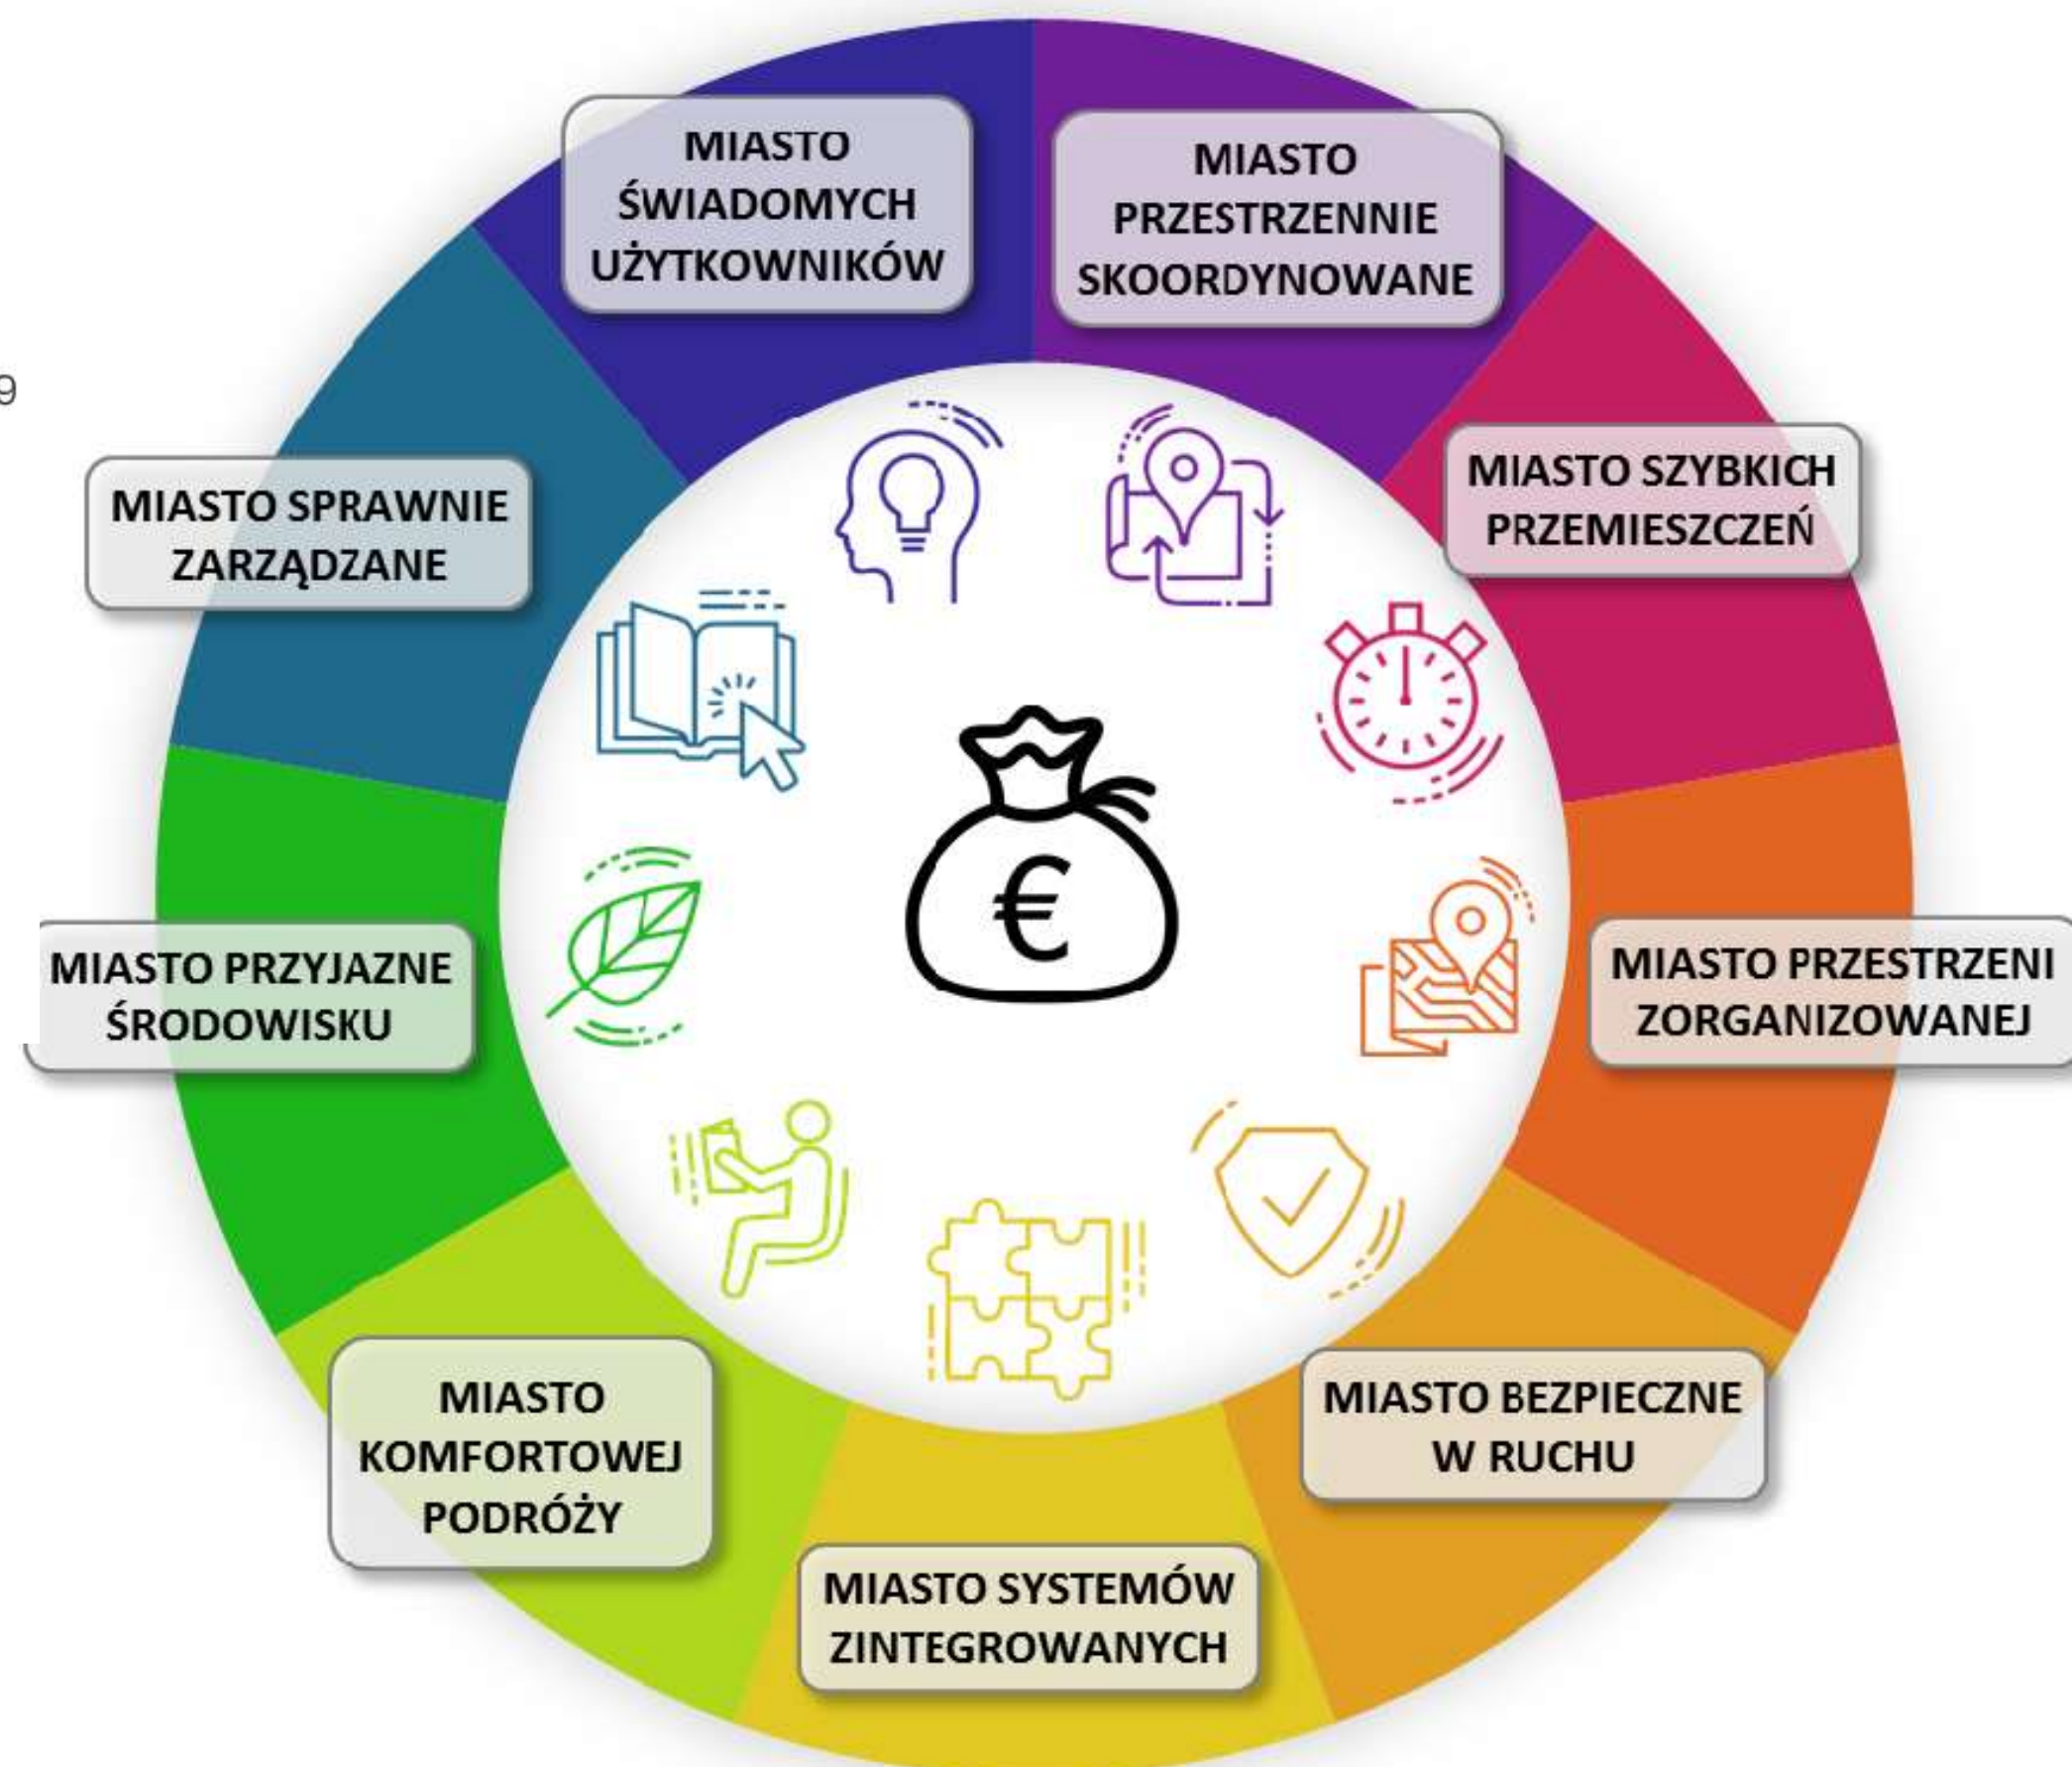 MIASTO
ŚWIADOMYCH
UŻYTKOWNIKÓW
MIASTO
PRZESTRZENNIE
SKOORDYNOWANE
9
MIASTO SZYBKICH
PRZEMIESZCZEŃ
MIASTO SPRAWNIE
ZARZĄDZANE
€
MIASTO PRZYJAZNE
ŚRODOWISKU
MIASTO PRZESTRZENI
ZORGANIZOWANEJ
MIASTO
KOMFORTOWEJ
PODRÓŻY
MIASTO BEZPIECZNE
W RUCHU
MIASTO SYSTEMÓW
ZINTEGROWANYCH